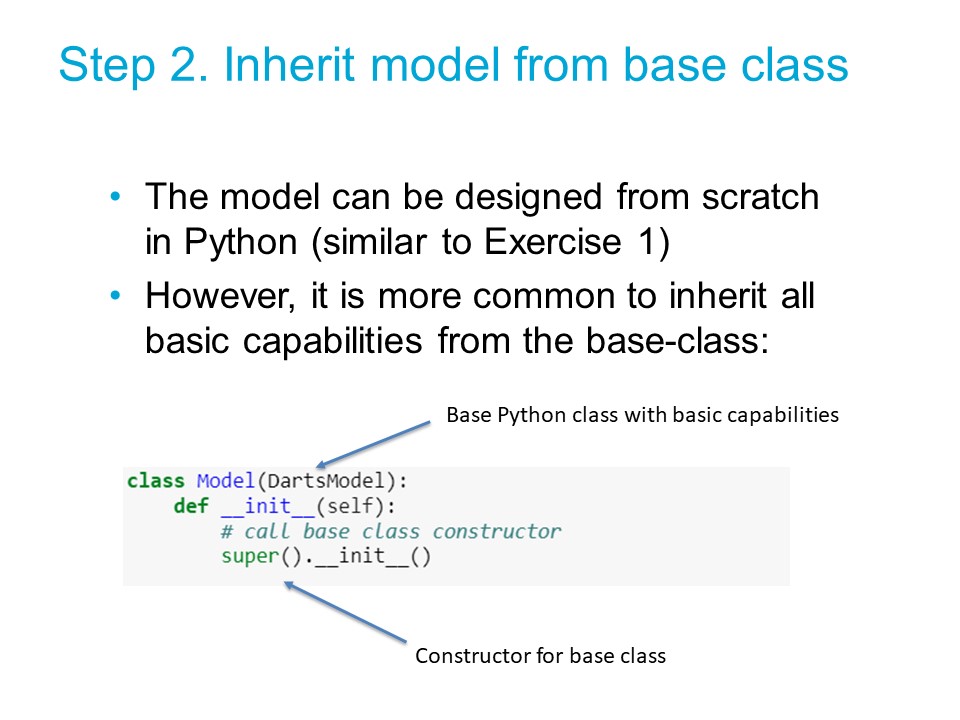 Step 2. Inherit model from base class
• The model can be designed from scratch
in Python (similar to Exercise 1)
• However, it is more common to inherit all
basic capabilities from the base-class:
Base Python class with basic capabilities
class Model(DartsModel):
    def __init__(self):
        # call base class constructor
        super().__init__()
Constructor for base class